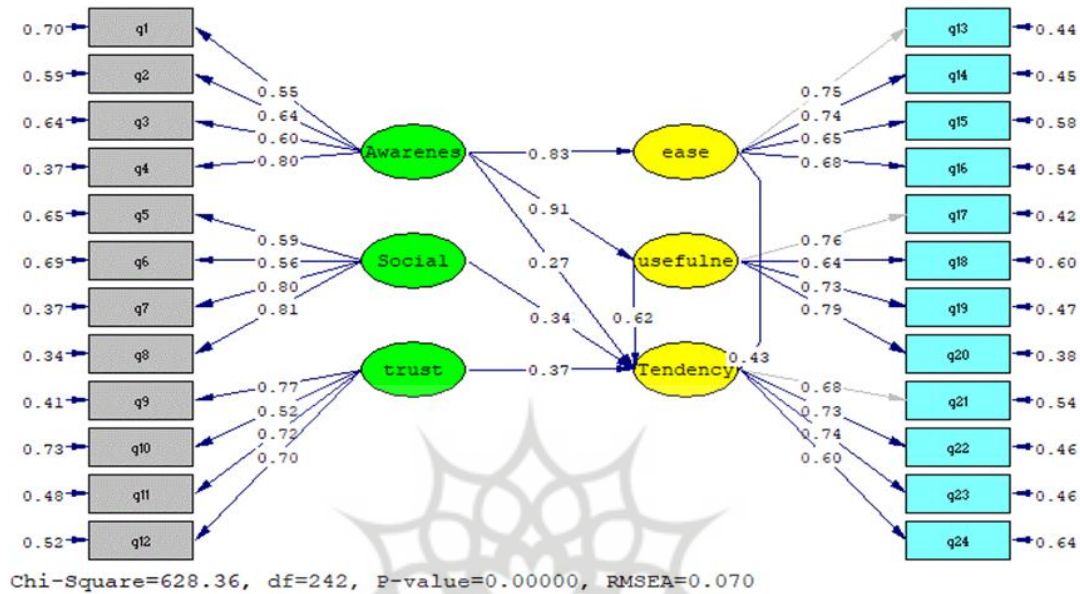 0.70 q1 q13 0.44
0.59 q2 0.55 0.75 q14 0.45
0.64 q3 0.64 0.74 q15 0.58
0.60 0.65
0.37 q4 0.80 Awarenes 0.83 ease 0.68 q16 0.54
0.65 q5 0.91 q17 0.42
0.59 0.76
0.69 q6 0.56 Social 0.27 usefulne 0.64 q18 0.60
0.80 0.73
0.37 q7 0.81 0.34 0.62 0.79 q19 0.47
0.34 q8 0.43 q20 0.38
trust 0.37 Tendency
0.41 q9 0.77 0.68 q21 0.54
0.52 0.73
0.73 q10 0.72 0.74 q22 0.46
0.70 0.60
0.48 q11 q23 0.46
0.52 q12 q24 0.64
Chi-Square=628.36, df=242, P-value=0.00000, RMSEA=0.070